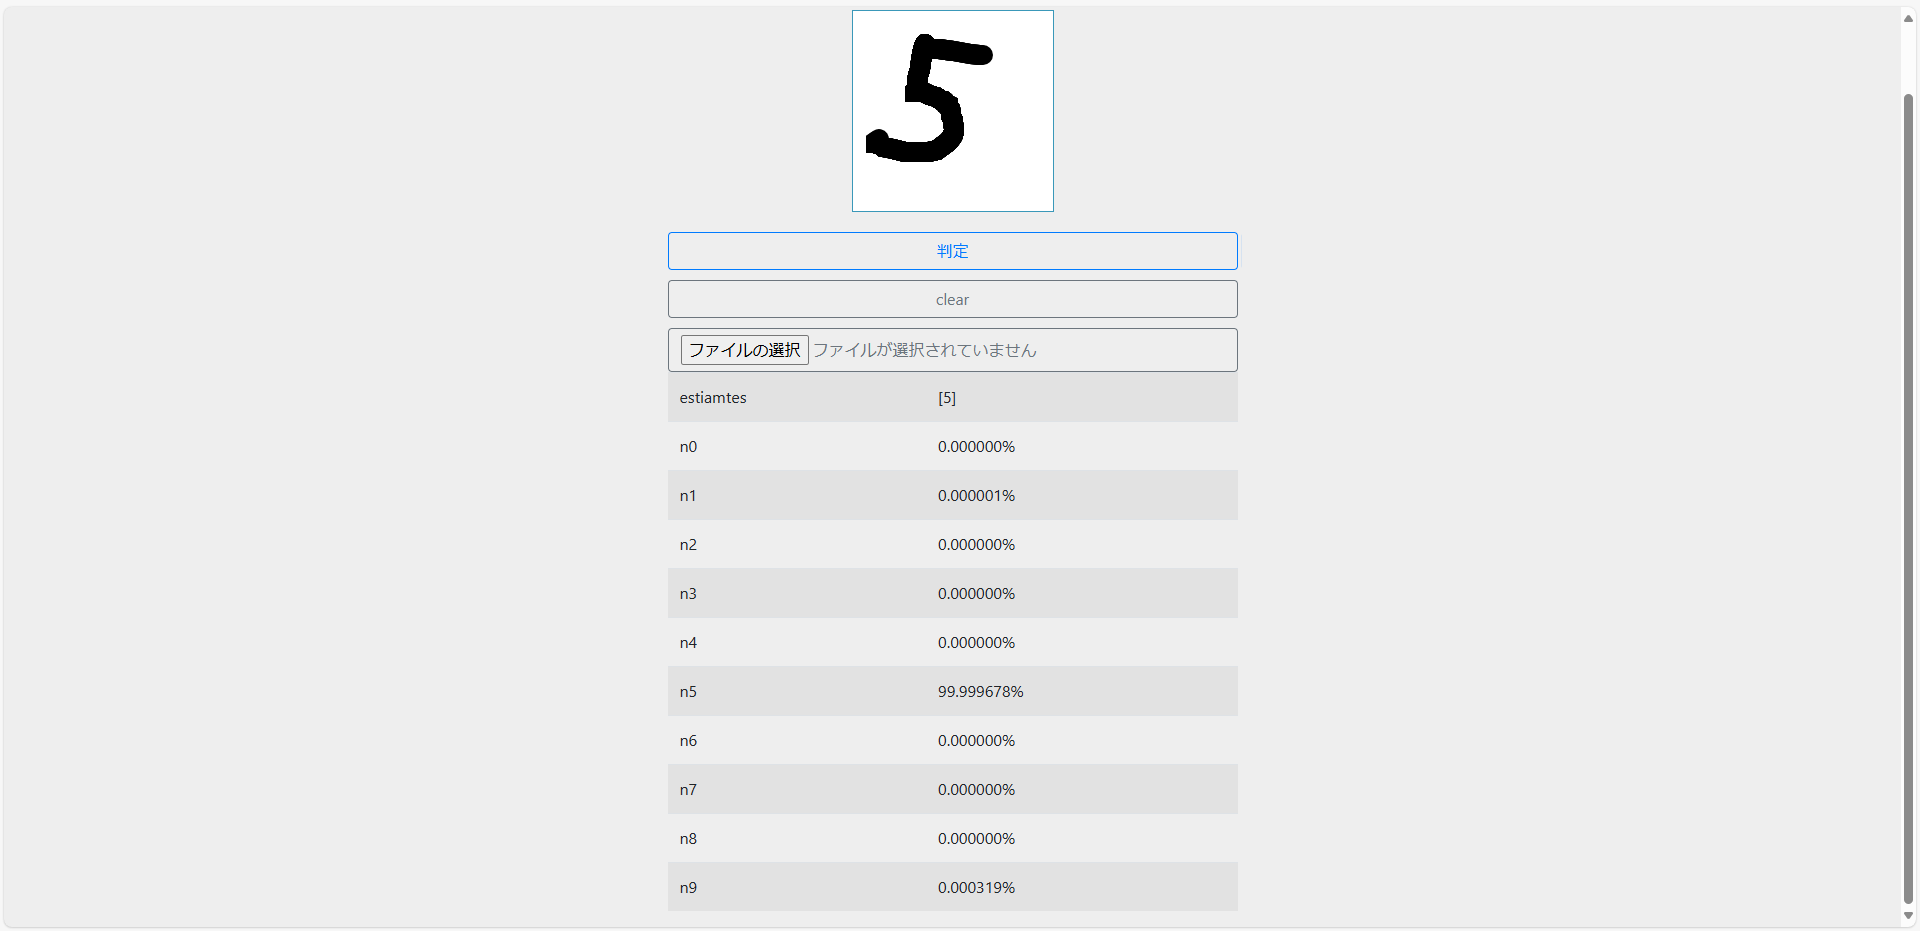 5
判定
clear
ファイルの選択 ファイルが選択されていません
estiamtes [5]
n0 0.000000%
n1 0.000001%
n2 0.000000%
n3 0.000000%
n4 0.000000%
n5 99.999678%
n6 0.000000%
n7 0.000000%
n8 0.000000%
n9 0.000319%